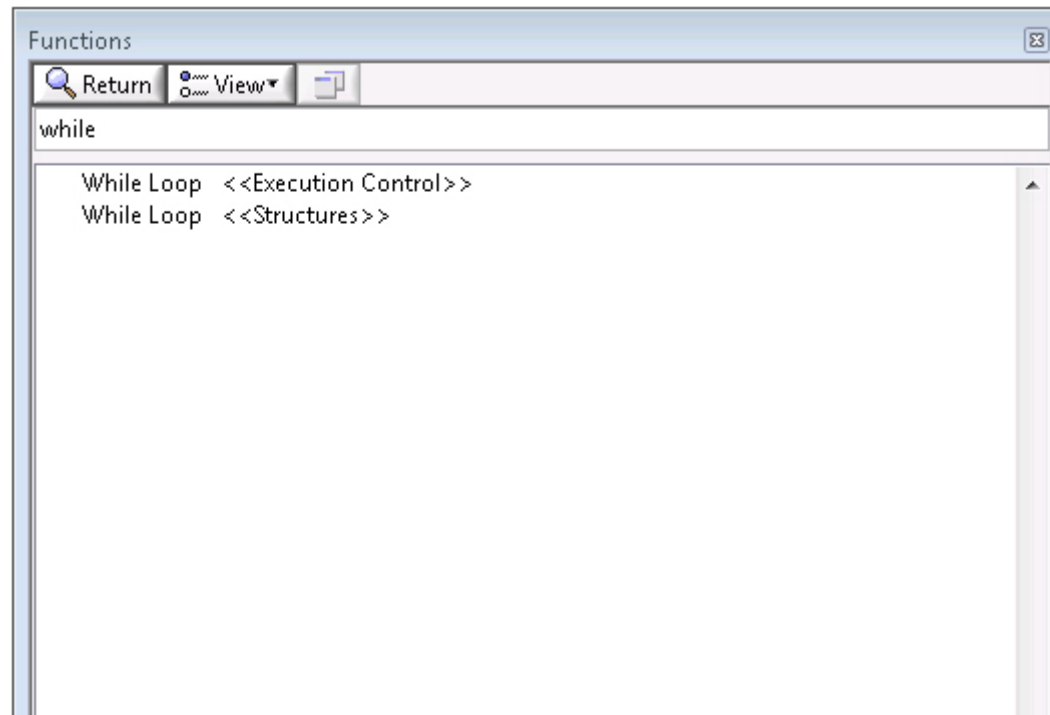 Functions
Return View
while
While Loop <<Execution Control>>
While Loop <<Structures>>